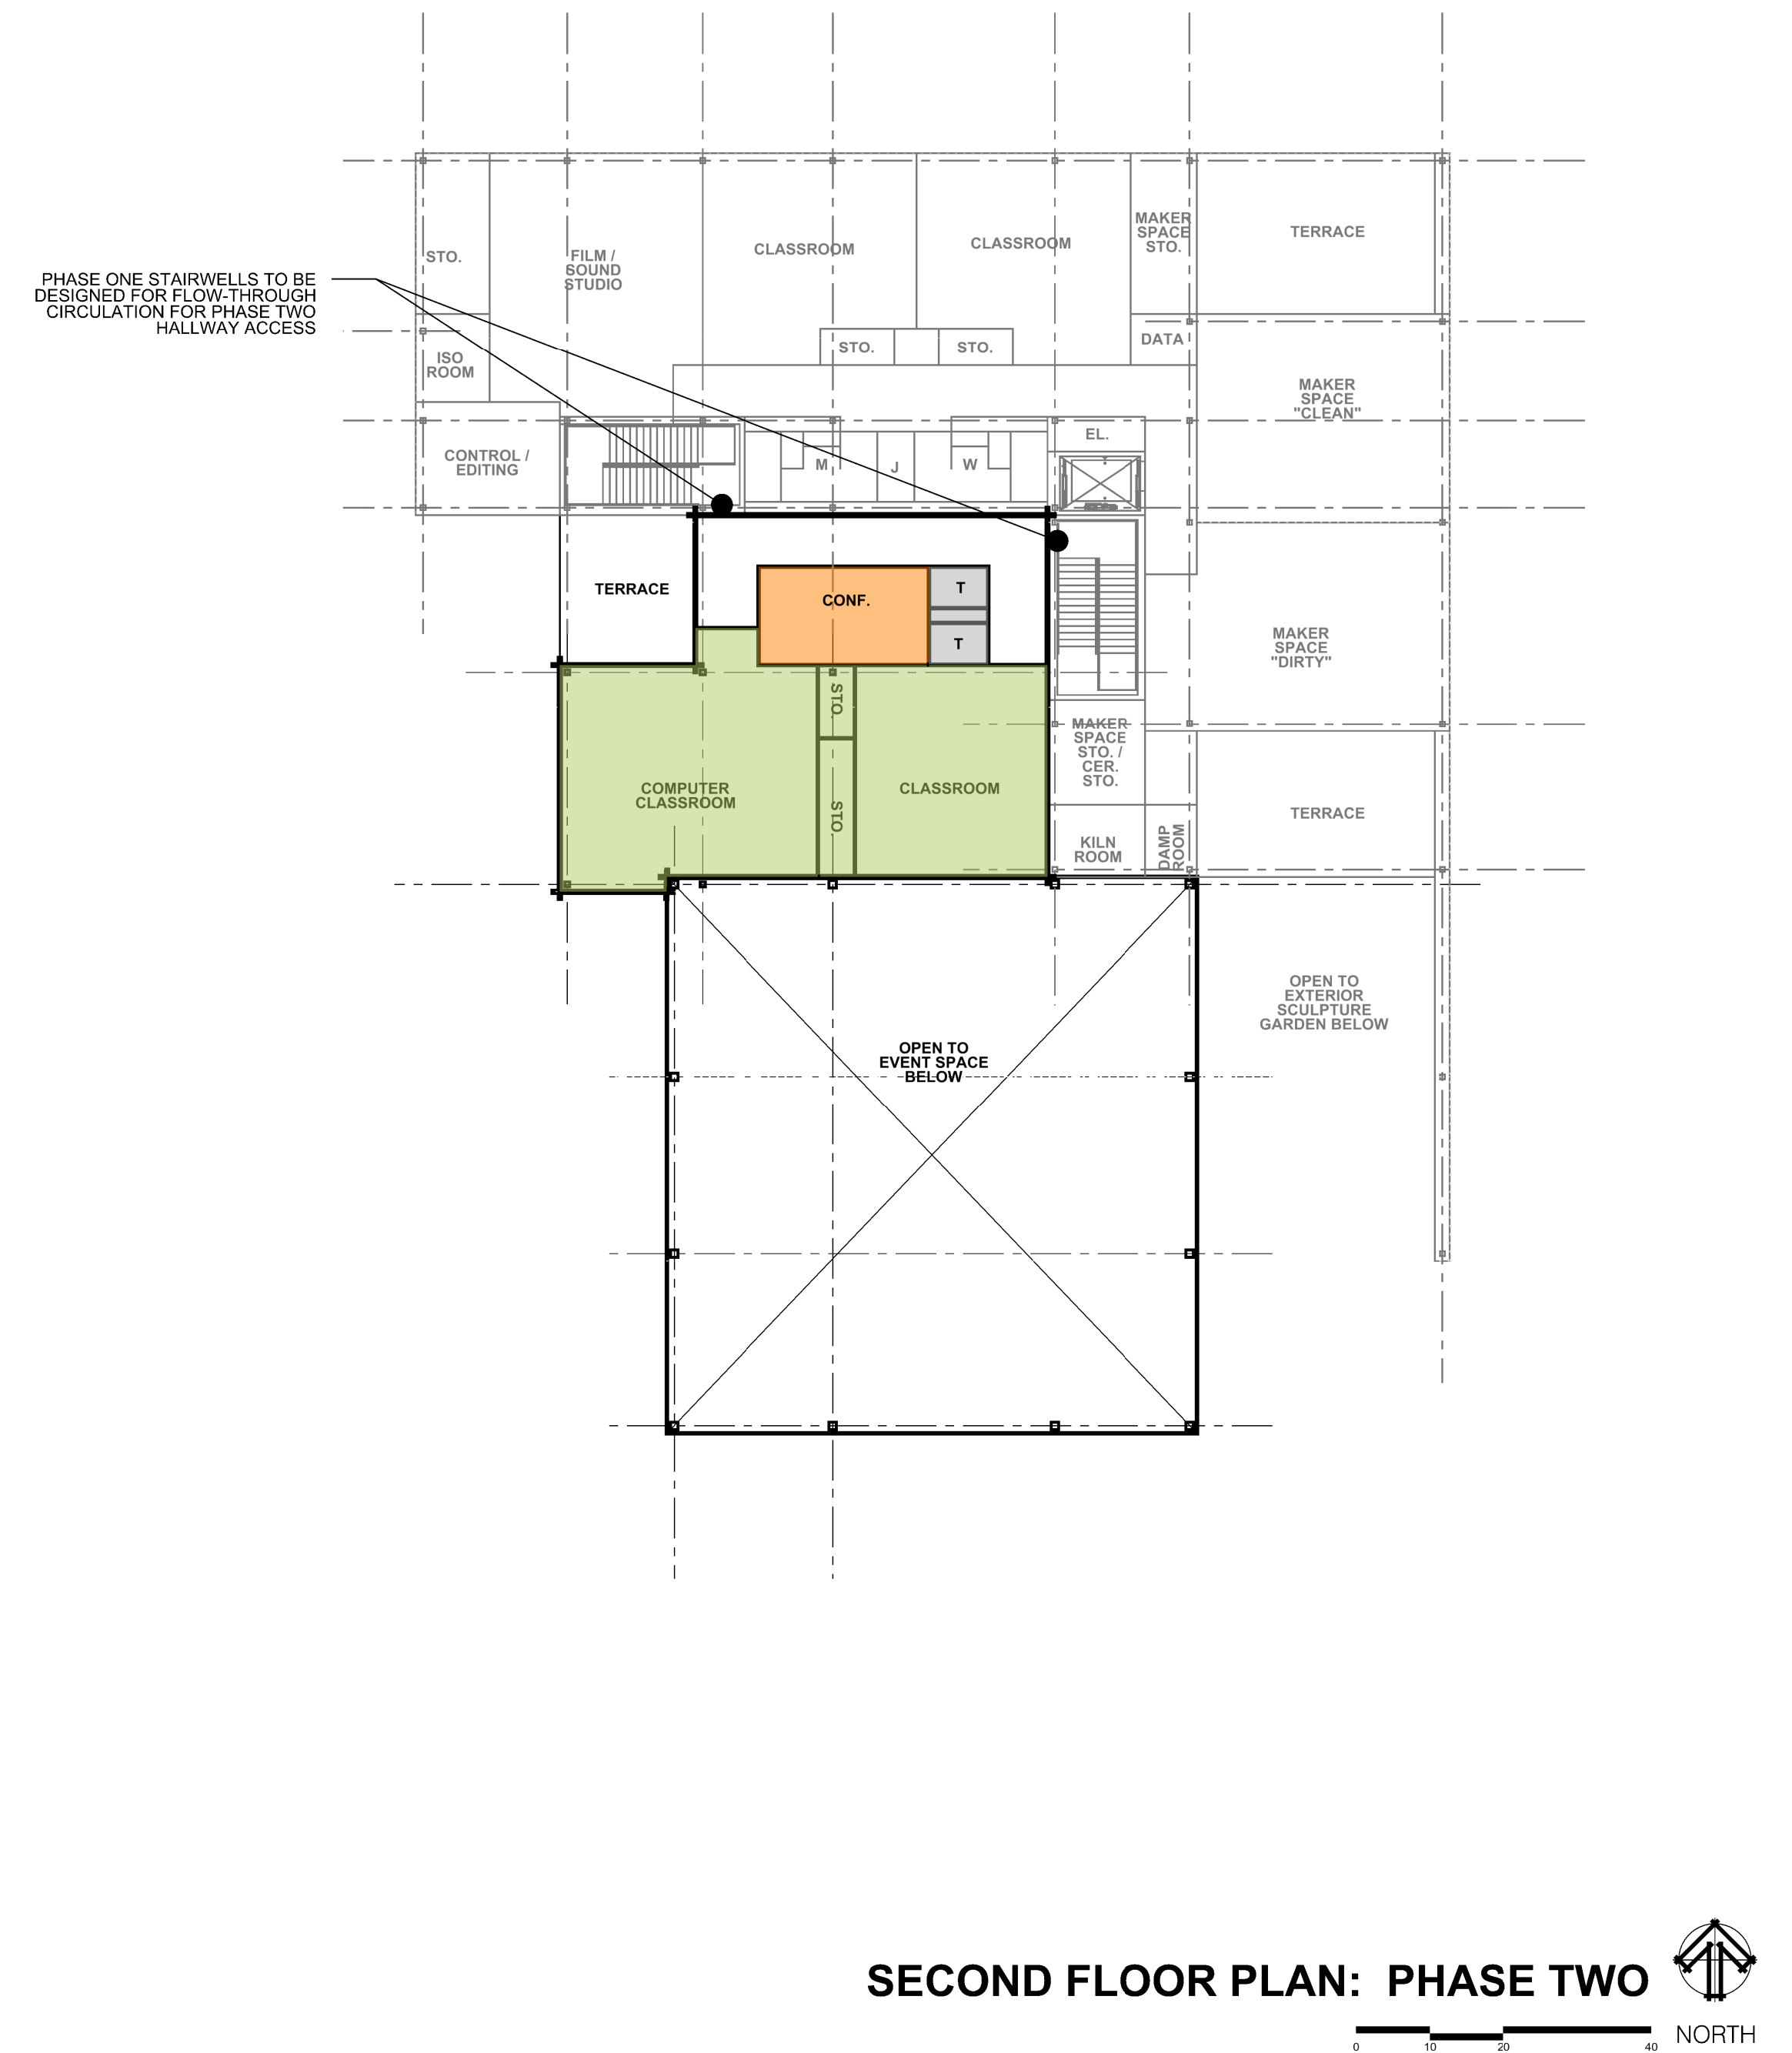 STO.
FILM /
SOUND
STUDIO
CLASSROOM
CLASSROOM
MAKER
SPACE
STO.
TERRACE
PHASE ONE STAIRWELLS TO BE
DESIGNED FOR FLOW-THROUGH
CIRCULATION FOR PHASE TWO
HALLWAY ACCESS
ISO
ROOM
STO.
STO.
DATA
MAKER
SPACE
"CLEAN"
CONTROL /
EDITING
M
J
W
EL.
TERRACE
CONF.
T
T
MAKER
SPACE
"DIRTY"
STO.
STO.
COMPUTER
CLASSROOM
CLASSROOM
MAKER
SPACE
STO. /
CER.
STO.
KILN
ROOM
DAMP
ROOM
TERRACE
OPEN TO
EXTERIOR
SCULPTURE
GARDEN BELOW
OPEN TO
EVENT SPACE
BELOW
SECOND FLOOR PLAN:  PHASE TWO
0 10 20 40
NORTH